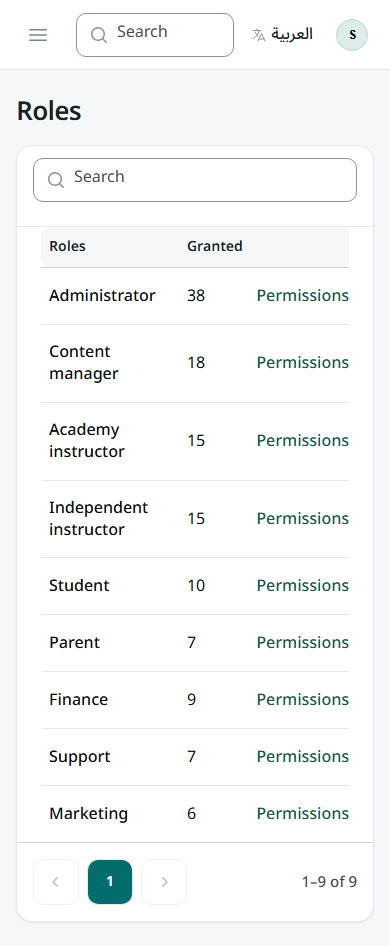 Search
العربية
S
Roles
Search
Roles Granted
Administrator 38 Permissions
Content manager 18 Permissions
Academy instructor 15 Permissions
Independent instructor 15 Permissions
Student 10 Permissions
Parent 7 Permissions
Finance 9 Permissions
Support 7 Permissions
Marketing 6 Permissions
1
1–9 of 9